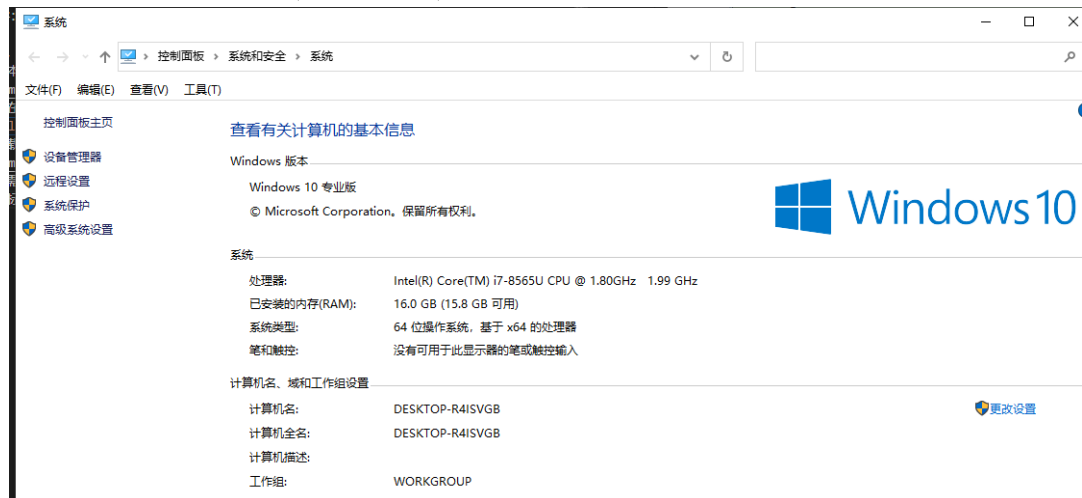 系统
控制面板 › 系统和安全 › 系统
文件(F) 编辑(E) 查看(V) 工具(T)
控制面板主页
设备管理器
远程设置
系统保护
高级系统设置
查看有关计算机的基本信息
Windows 版本
Windows 10 专业版
© Microsoft Corporation。保留所有权利。
Windows 10
系统
处理器: Intel(R) Core(TM) i7-8565U CPU @ 1.80GHz 1.99 GHz
已安装的内存(RAM): 16.0 GB (15.8 GB 可用)
系统类型: 64 位操作系统, 基于 x64 的处理器
笔和触控: 没有可用于此显示器的笔或触控输入
计算机名、域和工作组设置
计算机名: DESKTOP-R4ISVGB
更改设置
计算机全名: DESKTOP-R4ISVGB
计算机描述:
工作组: WORKGROUP